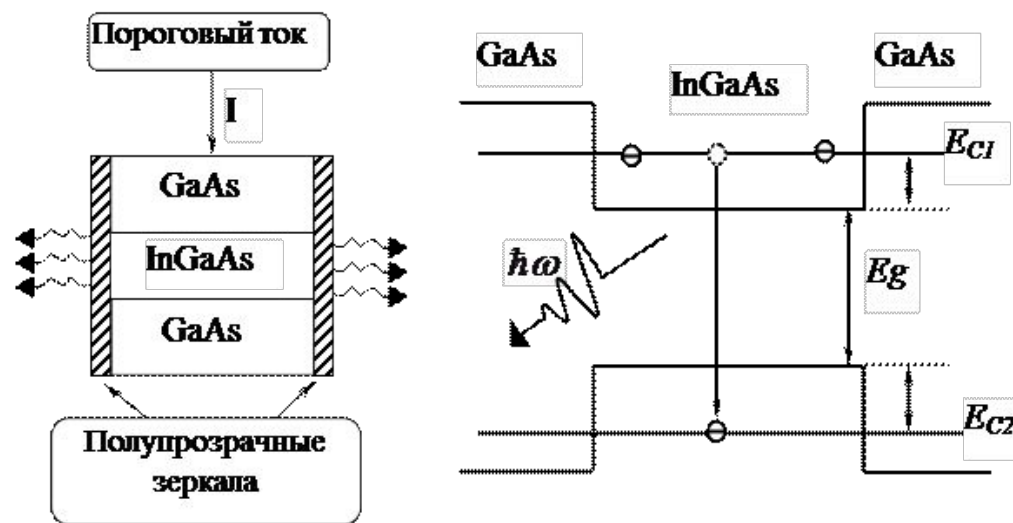 Пороговый ток
I
GaAs
InGaAs
GaAs
Полупрозрачные
зеркала
GaAs
InGaAs
GaAs
E_{C1}
ħω
Eg
E_{C2}